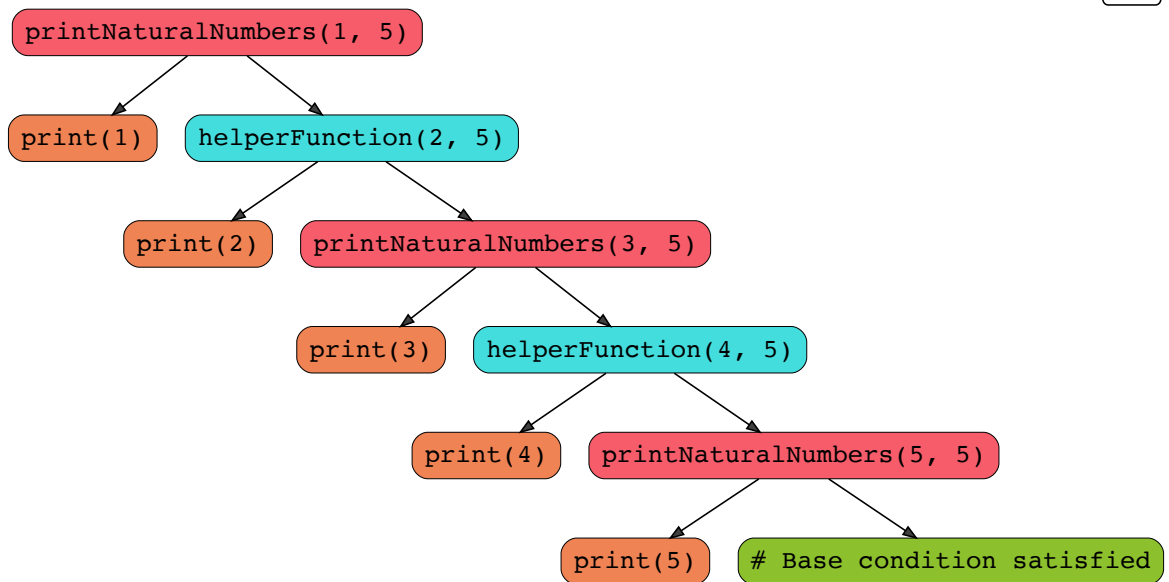 printNaturalNumbers(1, 5)
print(1)
helperFunction(2, 5)
print(2)
printNaturalNumbers(3, 5)
print(3)
helperFunction(4, 5)
print(4)
printNaturalNumbers(5, 5)
print(5)
# Base condition satisfied